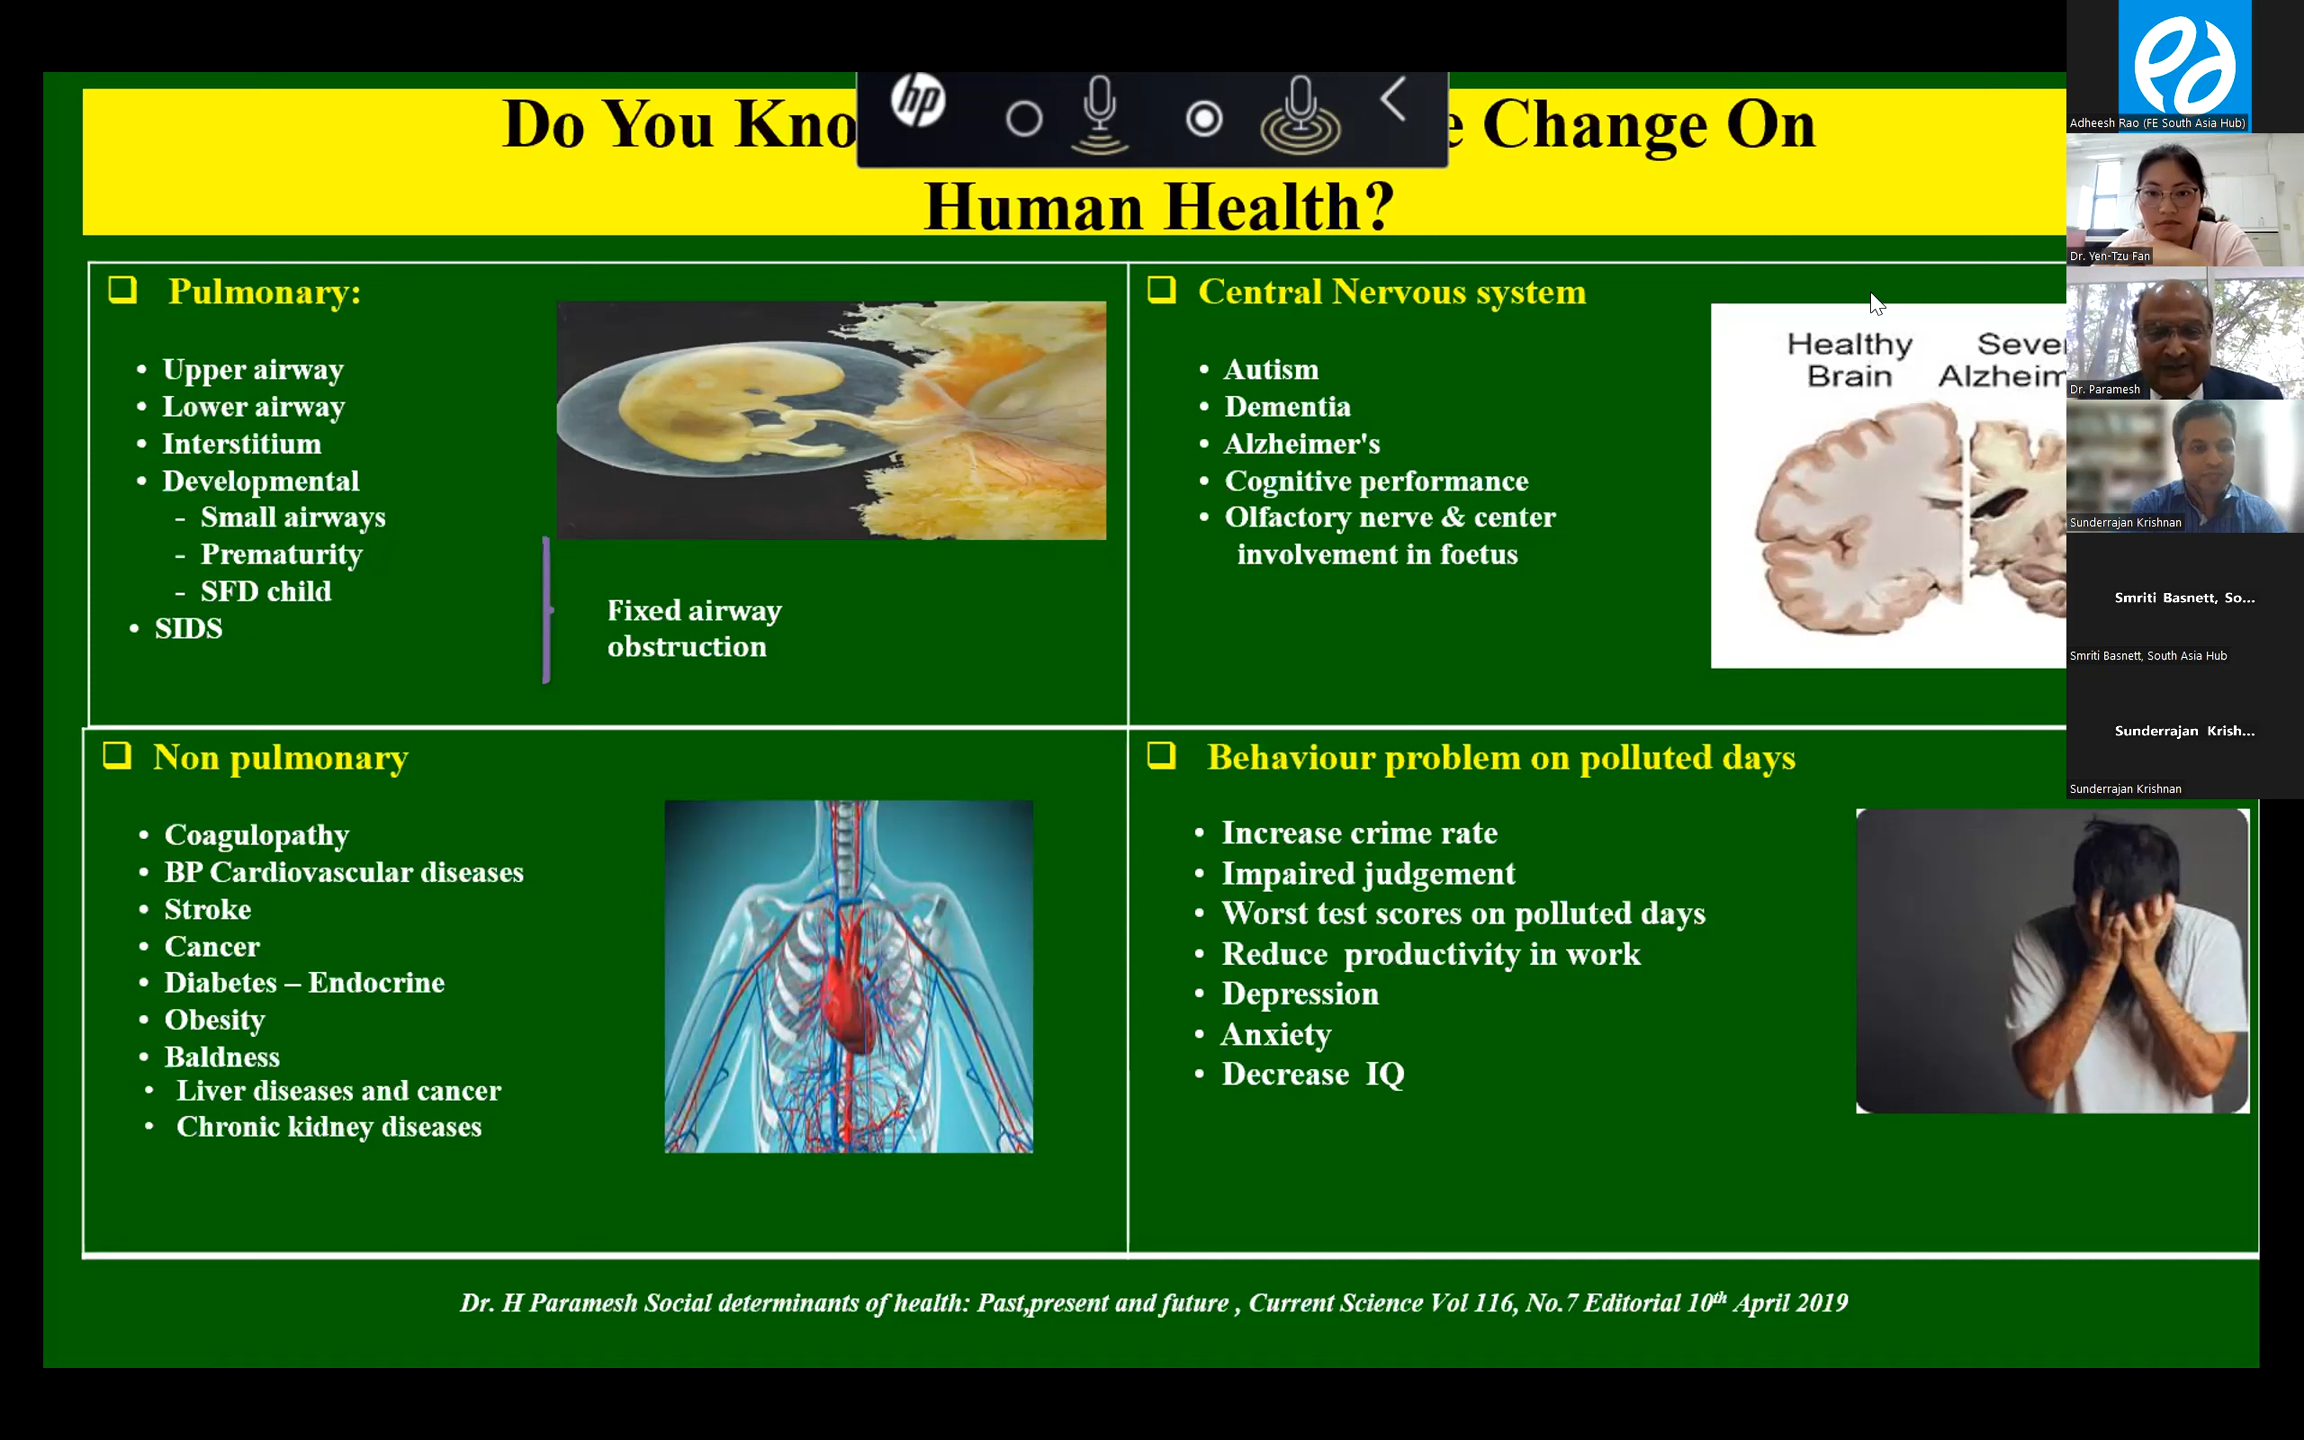 Do You Kno
e Change On
Human Health?
hp
Pulmonary:
• Upper airway
• Lower airway
• Interstitium
• Developmental
- Small airways
- Prematurity
- SFD child
• SIDS
Fixed airway
obstruction
Central Nervous system
• Autism
• Dementia
• Alzheimer's
• Cognitive performance
• Olfactory nerve & center
involvement in foetus
Healthy
Brain
Seve
Alzheim
Non pulmonary
• Coagulopathy
• BP Cardiovascular diseases
• Stroke
• Cancer
• Diabetes – Endocrine
• Obesity
• Baldness
• Liver diseases and cancer
• Chronic kidney diseases
Behaviour problem on polluted days
• Increase crime rate
• Impaired judgement
• Worst test scores on polluted days
• Reduce productivity in work
• Depression
• Anxiety
• Decrease IQ
Dr. H Paramesh Social determinants of health: Past,present and future , Current Science Vol 116, No.7 Editorial 10th April 2019
Adheesh Rao (FE South Asia Hub)
Dr. Yen-Tzu Fan
Dr. Paramesh
Sunderrajan Krishnan
Smriti Basnett, So...
Smriti Basnett, South Asia Hub
Sunderrajan Krish...
Sunderrajan Krishnan